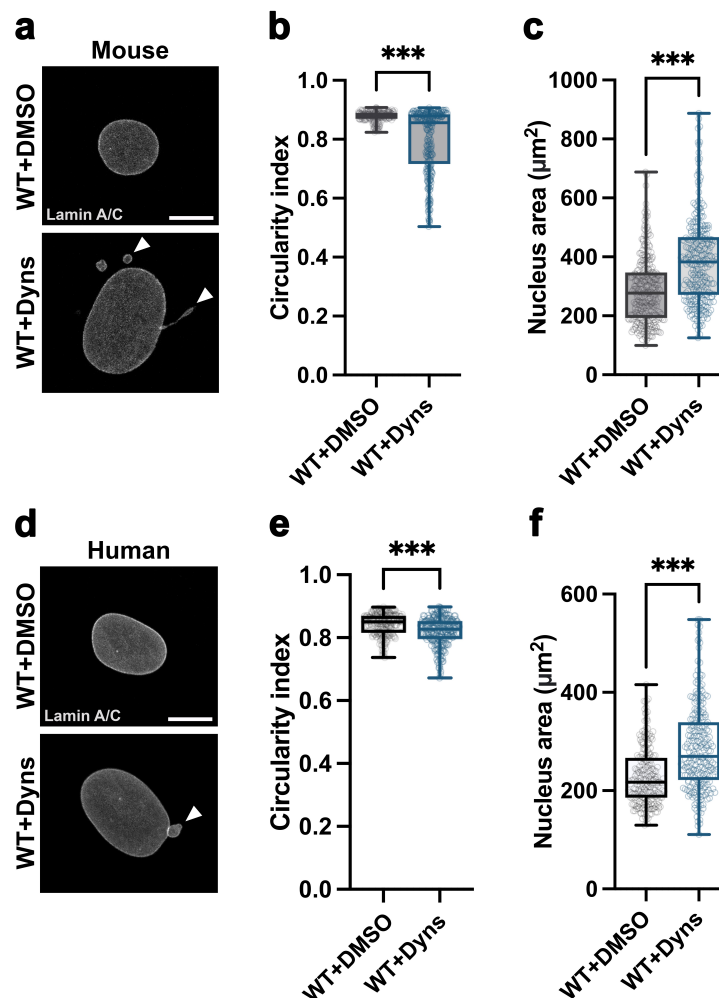 a
Mouse
WT+DMSO
Lamin A/C
WT+Dyns
b
***
Circularity index
1.0
0.8
0.6
0.4
0.2
0.0
WT+DMSO
WT+Dyns
c
***
Nucleus area (µm²)
1000
800
600
400
200
0
WT+DMSO
WT+Dyns
d
Human
WT+DMSO
Lamin A/C
WT+Dyns
e
***
Circularity index
1.0
0.8
0.6
0.4
0.2
0.0
WT+DMSO
WT+Dyns
f
***
Nucleus area (µm²)
600
400
200
0
WT+DMSO
WT+Dyns